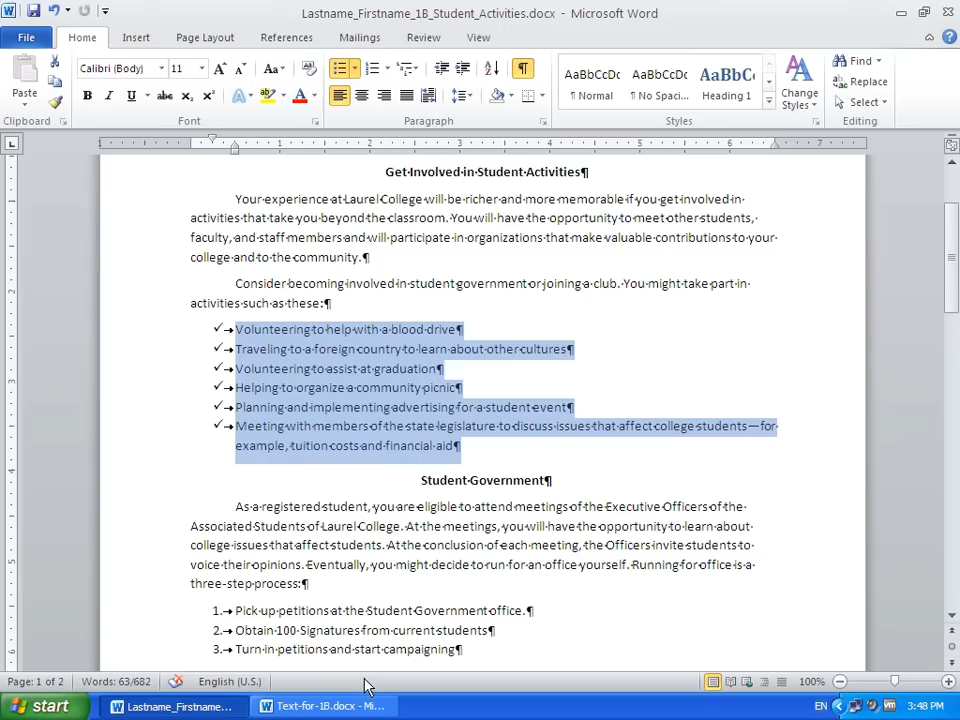 Lastname_Firstname_1B_Student_Activities.docx - Microsoft Word
File Home Insert Page Layout References Mailings Review View
Calibri (Body) 11 Aa
Paste
B I U abc X₂ X² A A
AaBbCcDc AaBbCcDc AaBbCc
¶ Normal ¶ No Spaci... Heading 1
Change Styles
Find
Replace
Select
Clipboard Font Paragraph Styles Editing
1 1 2 3 4 5 6 7
Get·Involved·in·Student·Activities¶
Your·experience·at·Laurel·College·will·be·richer·and·more·memorable·if·you·get·involved·in·
activities·that·take·you·beyond·the·classroom.·You·will·have·the·opportunity·to·meet·other·students,·
faculty,·and·staff·members·and·will·participate·in·organizations·that·make·valuable·contributions·to·your·
college·and·to·the·community.¶
Consider·becoming·involved·in·student·government·or·joining·a·club.·You·might·take·part·in·
activities·such·as·these:¶
✓→Volunteering·to·help·with·a·blood·drive¶
✓→Traveling·to·a·foreign·country·to·learn·about·other·cultures¶
✓→Volunteering·to·assist·at·graduation¶
✓→Helping·to·organize·a·community·picnic¶
✓→Planning·and·implementing·advertising·for·a·student·event¶
✓→Meeting·with·members·of·the·state·legislature·to·discuss·issues·that·affect·college·students—for·
example,·tuition·costs·and·financial·aid¶
Student·Government¶
As·a·registered·student,·you·are·eligible·to·attend·meetings·of·the·Executive·Officers·of·the·
Associated·Students·of·Laurel·College.·At·the·meetings,·you·will·have·the·opportunity·to·learn·about·
college·issues·that·affect·students.·At·the·conclusion·of·each·meeting,·the·Officers·invite·students·to·
voice·their·opinions.·Eventually,·you·might·decide·to·run·for·an·office·yourself.·Running·for·office·is·a·
three-step·process:¶
1.→Pick·up·petitions·at·the·Student·Government·office.¶
2.→Obtain·100·Signatures·from·current·students¶
3.→Turn·in·petitions·and·start·campaigning¶
Page: 1 of 2 Words: 63/682 English (U.S.) 100%
start Lastname_Firstname... Text-for-1B.docx - Mi... EN 3:48 PM